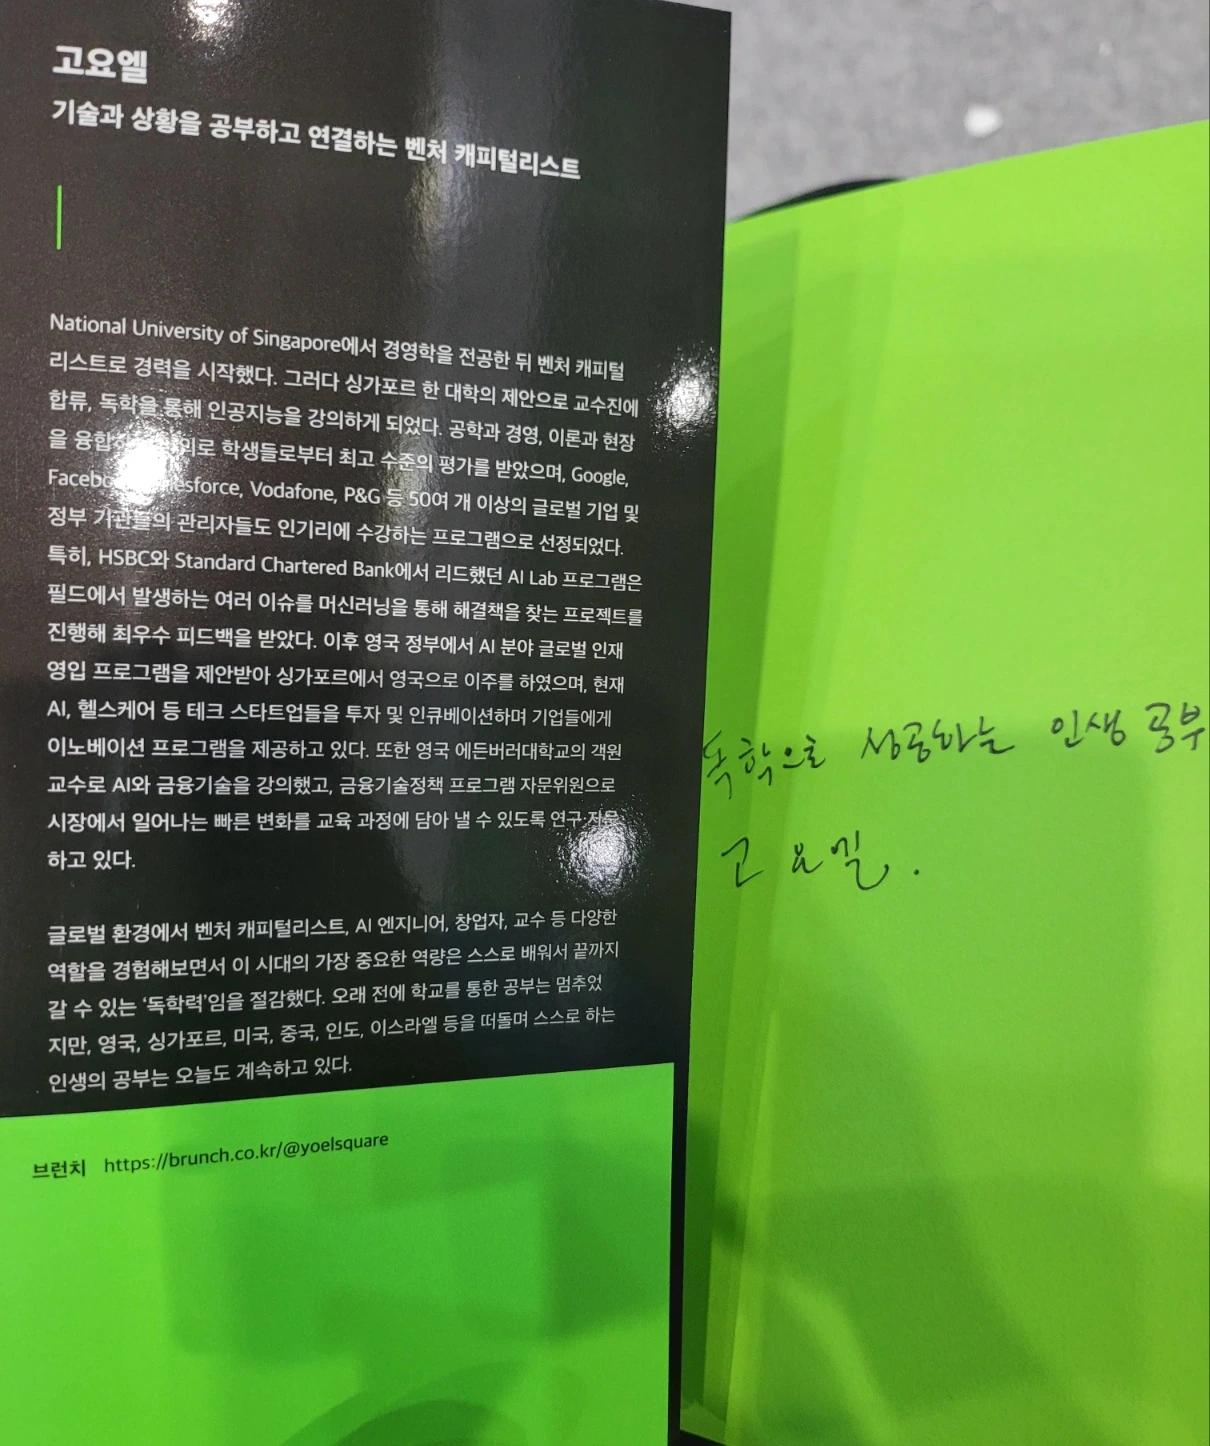 고요엘
기술과 상황을 공부하고 연결하는 벤처 캐피털리스트
National University of Singapore에서 경영학을 전공한 뒤 벤처 캐피털
리스트로 경력을 시작했다. 그러다 싱가포르 한 대학의 제안으로 교수진에
합류, 독학을 통해 인공지능을 강의하게 되었다. 공학과 경영, 이론과 현장
을 학생들로부터 최고 수준의 평가를 받았으며, Google,
Vodafone, P&G 등 50여 개 이상의 글로벌 기업 및
정부 기관들의 관리자들도 인기리에 수강하는 프로그램으로 선정되었다.
특히, HSBC와 Standard Chartered Bank에서 리드했던 AI Lab 프로그램은
필드에서 발생하는 여러 이슈를 머신러닝을 통해 해결책을 찾는 프로젝트를
진행해 최우수 피드백을 받았다. 이후 영국 정부에서 AI 분야 글로벌 인재
영입 프로그램을 제안받아 싱가포르에서 영국으로 이주를 하였으며, 현재
AI, 헬스케어 등 테크 스타트업들을 투자 및 인큐베이션하며 기업들에게
이노베이션 프로그램을 제공하고 있다. 또한 영국 에든버러대학교의 객원
교수로 AI와 금융기술을 강의했고, 금융기술정책 프로그램 자문위원으로
시장에서 일어나는 빠른 변화를 교육 과정에 담아 낼 수 있도록 연구·자문
하고 있다.
글로벌 환경에서 벤처 캐피털리스트, AI 엔지니어, 창업자, 교수 등 다양한
역할을 경험해보면서 이 시대의 가장 중요한 역량은 스스로 배워서 끝까지
갈 수 있는 ‘독학력’임을 절감했다. 오래 전에 학교를 통한 공부는 멈추었
지만, 영국, 싱가포르, 미국, 중국, 인도, 이스라엘 등을 떠돌며 스스로 하는
인생의 공부는 오늘도 계속하고 있다.
브런치 https://brunch.co.kr/@yoelsquare
독학으로 성공하는 인생 공부
고요엘.